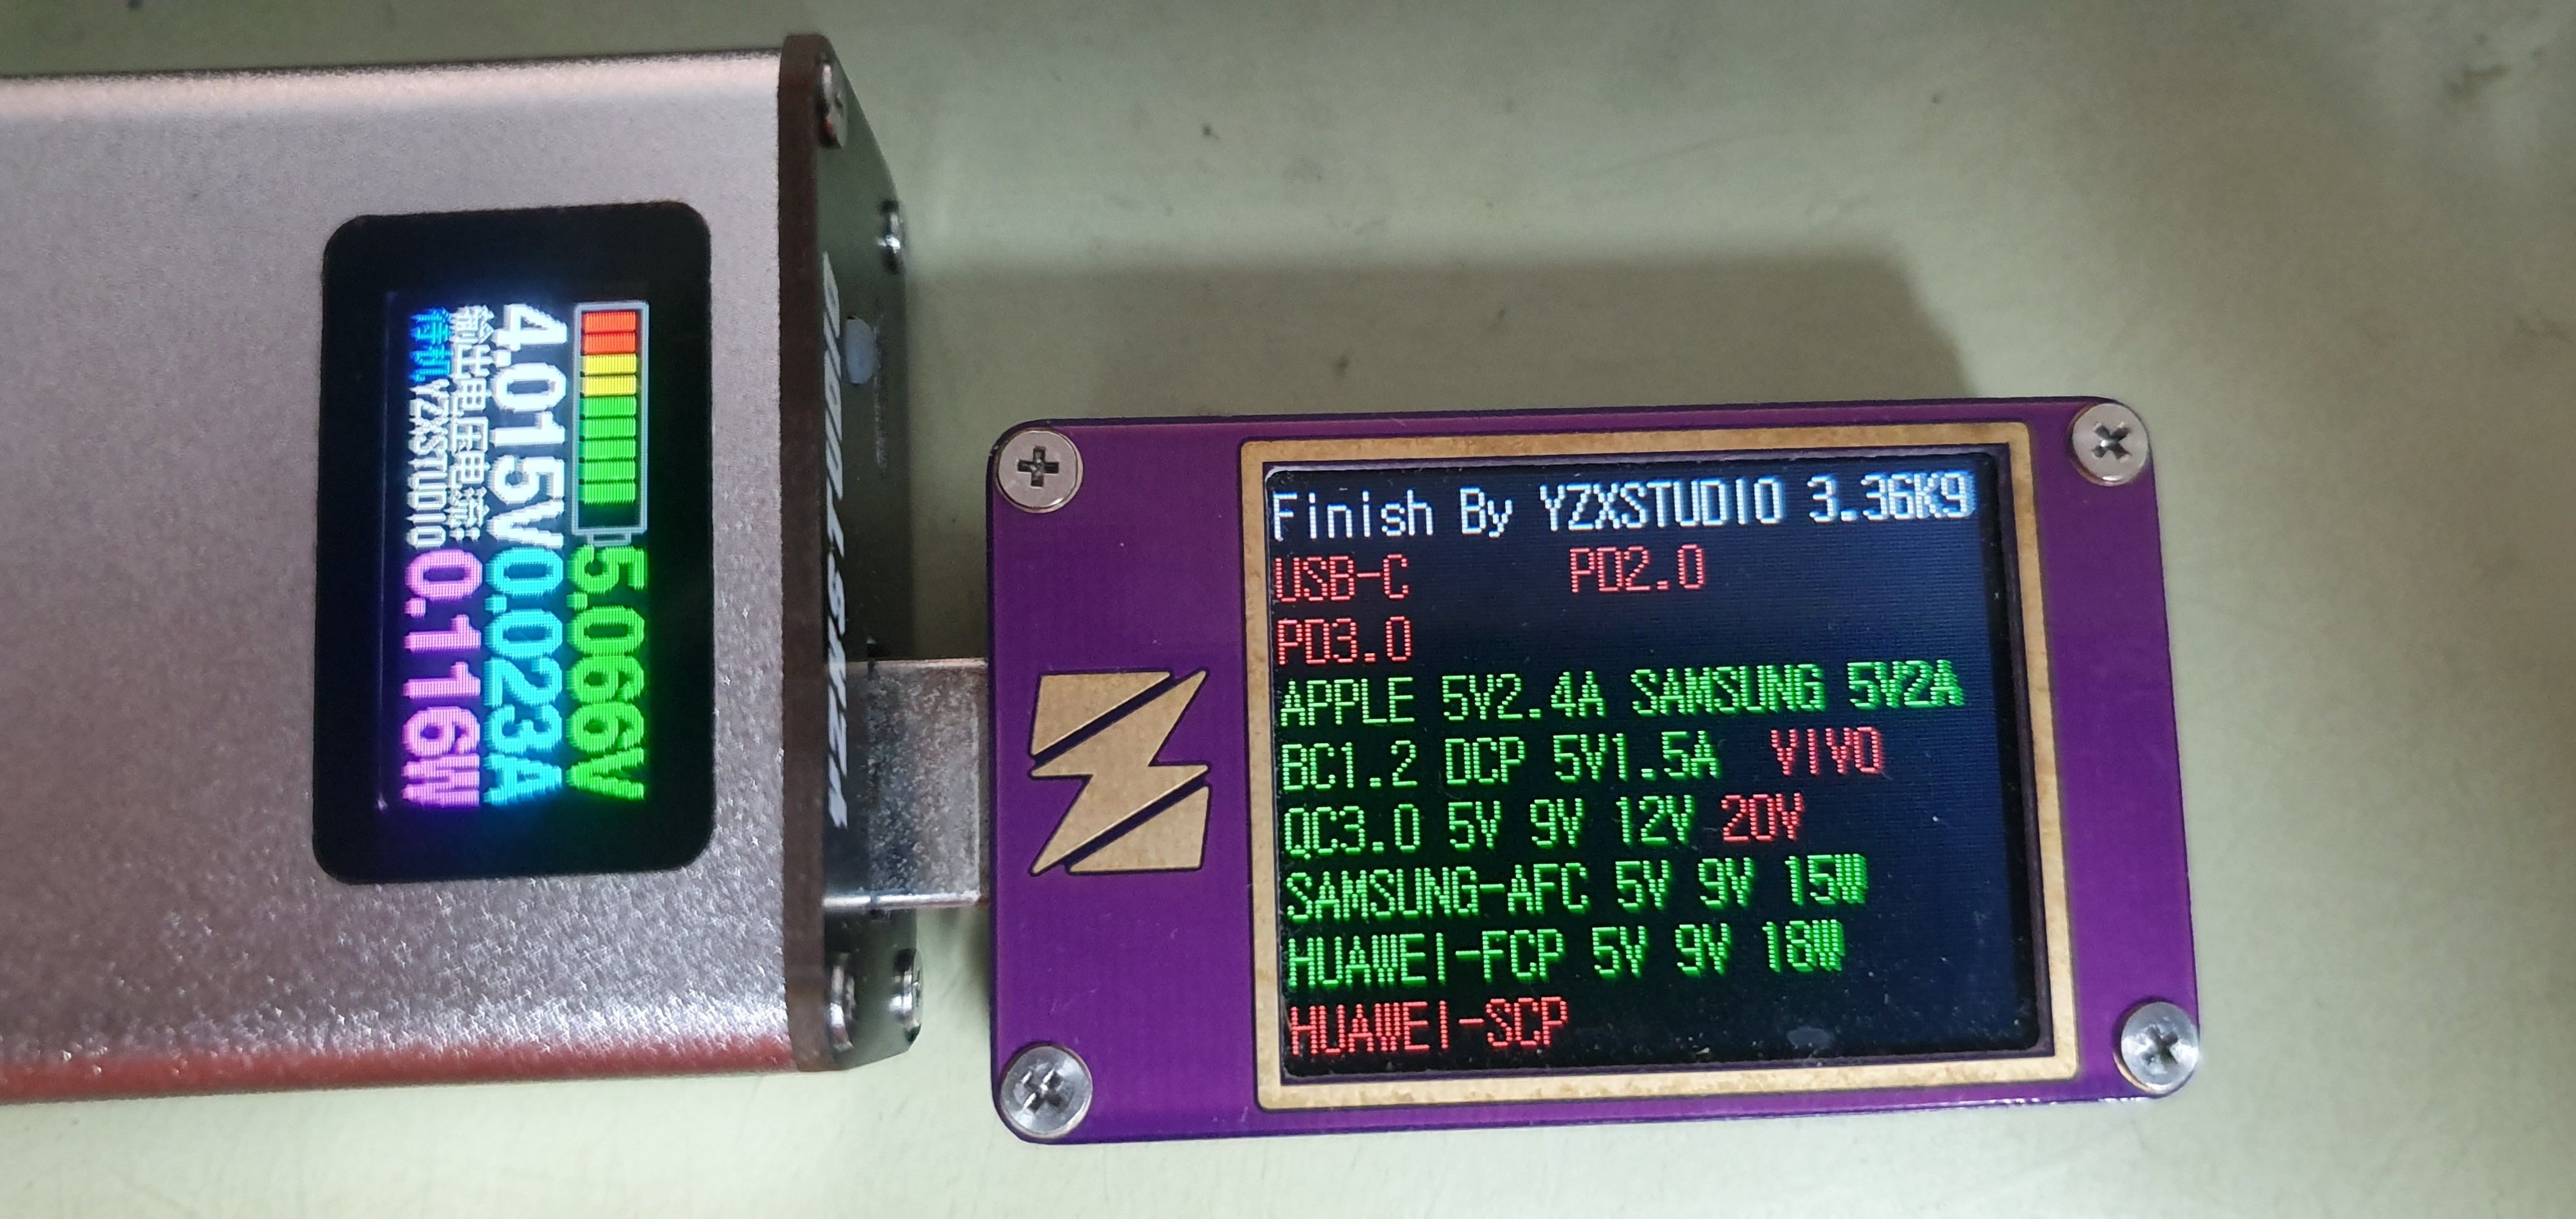 5.066V
4.015V 0.023A
输出电压电流: 0.116W
待机 YZXSTUDIO
Finish By YZXSTUDIO 3.36K9
USB-C PD2.0
PD3.0
APPLE 5V2.4A SAMSUNG 5V2A
BC1.2 DCP 5V1.5A VIVO
QC3.0 5V 9V 12V 20V
SAMSUNG-AFC 5V 9V 15W
HUAWEI-FCP 5V 9V 18W
HUAWEI-SCP